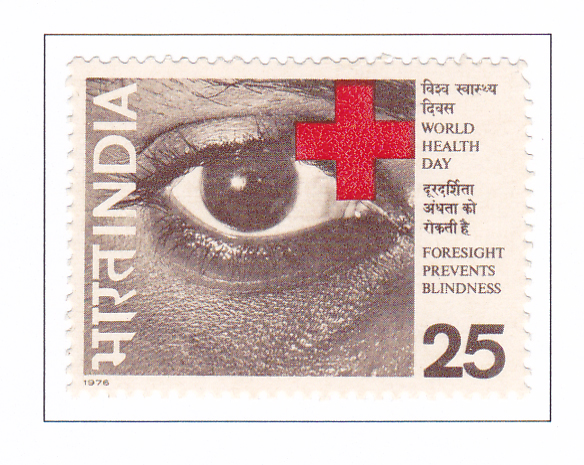 भारत INDIA
विश्व स्वास्थ्य
दिवस
WORLD
HEALTH
DAY
दूरदर्शिता
अंधता को
रोकती है
FORESIGHT
PREVENTS
BLINDNESS
25
1976